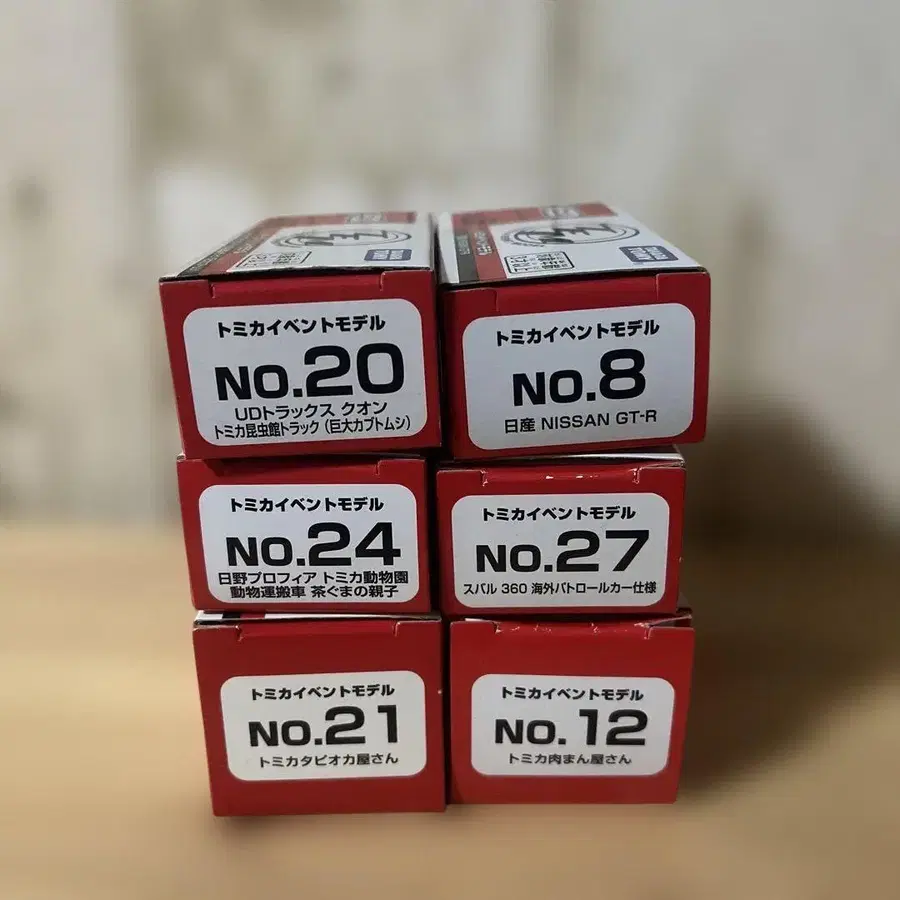 トミカイベントモデル
NO.20
UDトラックス クオン
トミカ昆虫館トラック（巨大カブトムシ）
トミカイベントモデル
NO.8
日産 NISSAN GT-R
トミカイベントモデル
NO.24
日野プロフィア トミカ動物園
動物運搬車 茶ぐまの親子
トミカイベントモデル
NO.27
スバル 360 海外パトロールカー仕様
トミカイベントモデル
NO.21
トミカタピオカ屋さん
トミカイベントモデル
NO.12
トミカ肉まん屋さん